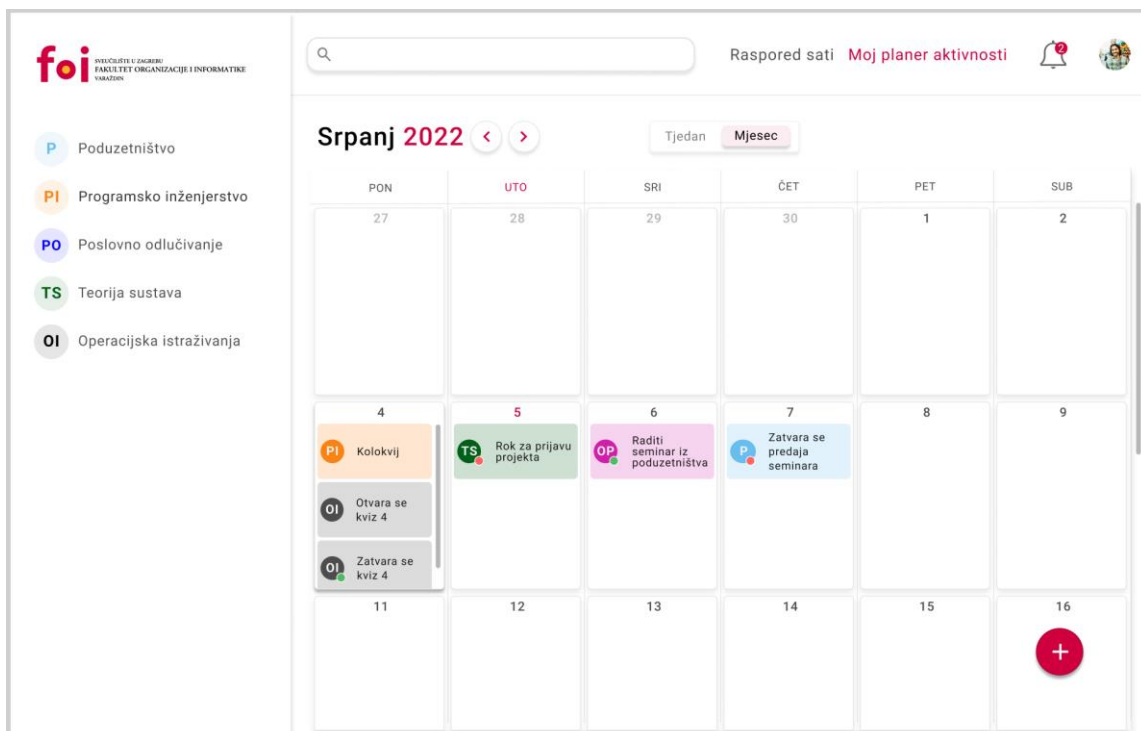 foi
SVEUČILIŠTE U ZAGREBU
FAKULTET ORGANIZACIJE I INFORMATIKE
VARAŽDIN
Raspored sati Moj planer aktivnosti
2
P Poduzetništvo
PI Programsko inženjerstvo
PO Poslovno odlučivanje
TS Teorija sustava
OI Operacijska istraživanja
Srpanj 2022 < >
Tjedan Mjesec
PON UTO SRI ČET PET SUB
27 28 29 30 1 2
4 5 6 7 8 9
PI Kolokvij
OI Otvara se
kviz 4
OI Zatvara se
kviz 4
TS Rok za prijavu
projekta
OP Raditi
seminar iz
poduzetništva
P Zatvara se
predaja
seminara
11 12 13 14 15 16
+